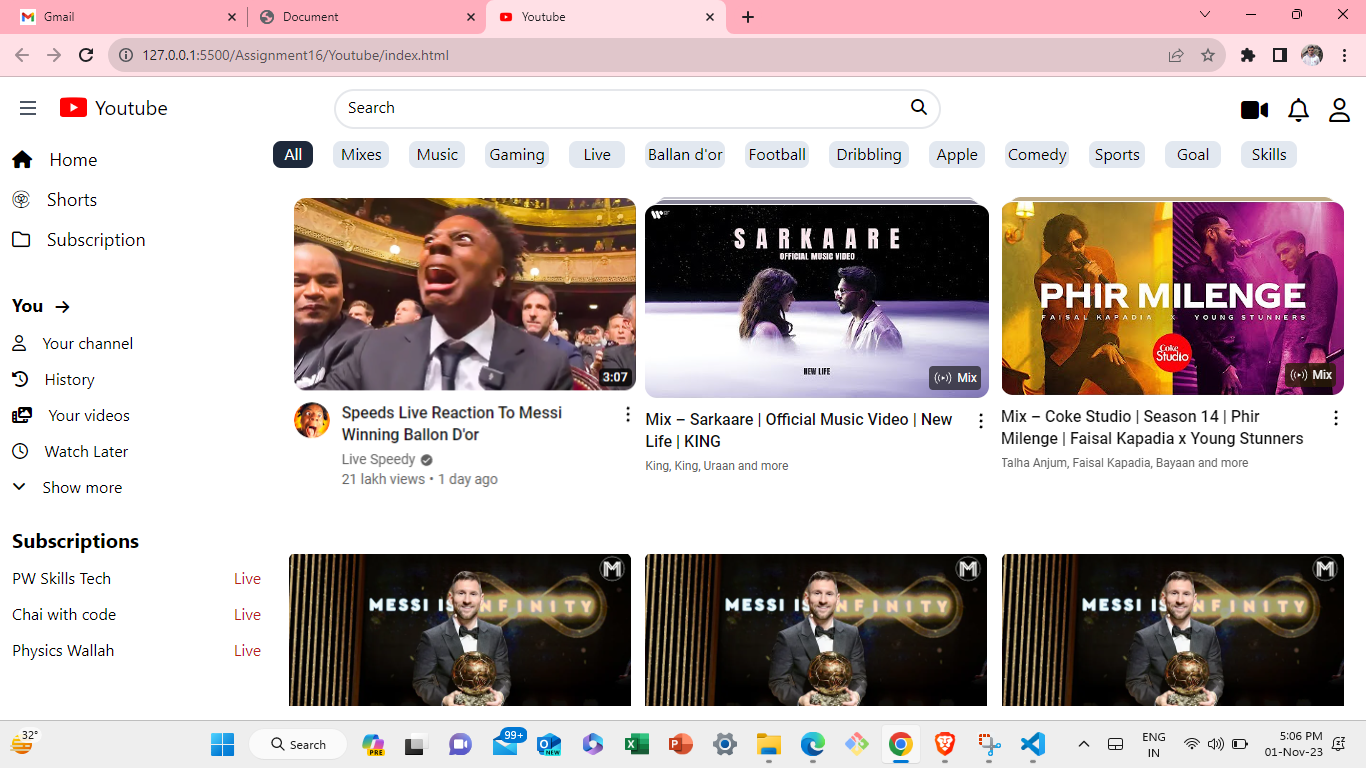 Gmail
Document
Youtube
127.0.0.1:5500/Assignment16/Youtube/index.html
Youtube
Search
Home
Shorts
Subscription
You
Your channel
History
Your videos
Watch Later
Show more
Subscriptions
PW Skills Tech Live
Chai with code Live
Physics Wallah Live
All Mixes Music Gaming Live Ballan d'or Football Dribbling Apple Comedy Sports Goal Skills
3:07
Speeds Live Reaction To Messi
Winning Ballon D'or
Live Speedy
21 lakh views • 1 day ago
SARKAARE
OFFICIAL MUSIC VIDEO
NEW LIFE
Mix
Mix – Sarkaare | Official Music Video | New
Life | KING
King, King, Uraan and more
PHIR MILENGE
FAISAL KAPADIA X YOUNG STUNNERS
Coke
Studio
Mix
Mix – Coke Studio | Season 14 | Phir
Milenge | Faisal Kapadia x Young Stunners
Talha Anjum, Faisal Kapadia, Bayaan and more
M
MESSI IS INFINITY
M
MESSI IS INFINITY
M
MESSI IS INFINITY
32°
Search
PRE
99+
NEW
ENG
IN
5:06 PM
01-Nov-23